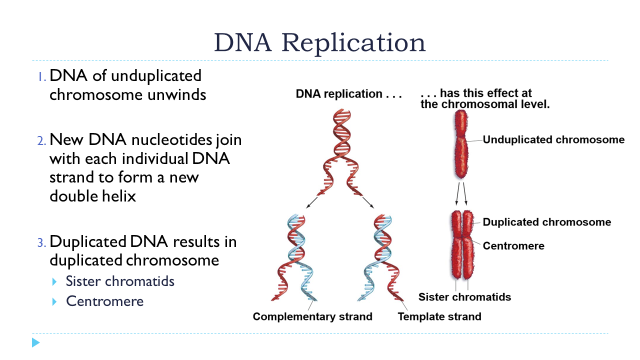 DNA Replication
1. DNA of unduplicated
chromosome unwinds
2. New DNA nucleotides join
with each individual DNA
strand to form a new
double helix
3. Duplicated DNA results in
duplicated chromosome
Sister chromatids
Centromere
DNA replication . . .
. . . has this effect at
the chromosomal level.
Unduplicated chromosome
Duplicated chromosome
Centromere
Sister chromatids
Complementary strand
Template strand